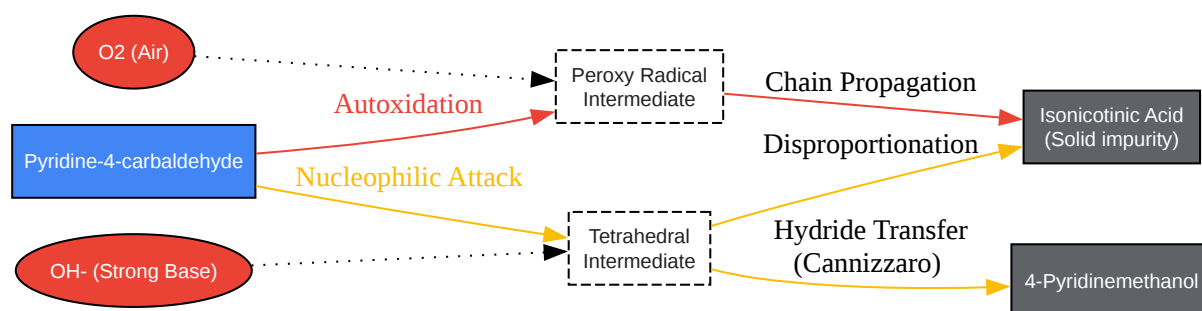 O2 (Air)
Pyridine-4-carbaldehyde
OH- (Strong Base)
Autoxidation
Nucleophilic Attack
Peroxy Radical
Intermediate
Tetrahedral
Intermediate
Chain Propagation
Disproportionation
Hydride Transfer
(Cannizzaro)
Isonicotinic Acid
(Solid impurity)
4-Pyridinemethanol